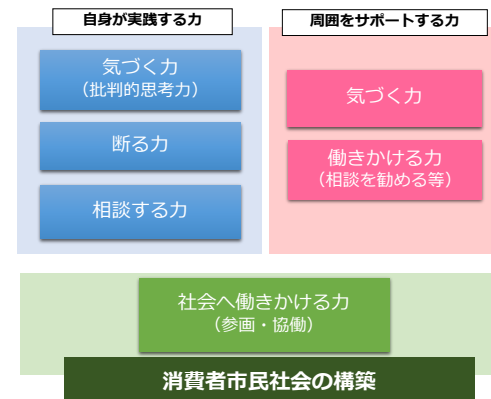 自身が実践する力
気づく力
（批判的思考力）
断る力
相談する力
周囲をサポートする力
気づく力
働きかける力
（相談を勧める等）
社会へ働きかける力
（参画・協働）
消費者市民社会の構築